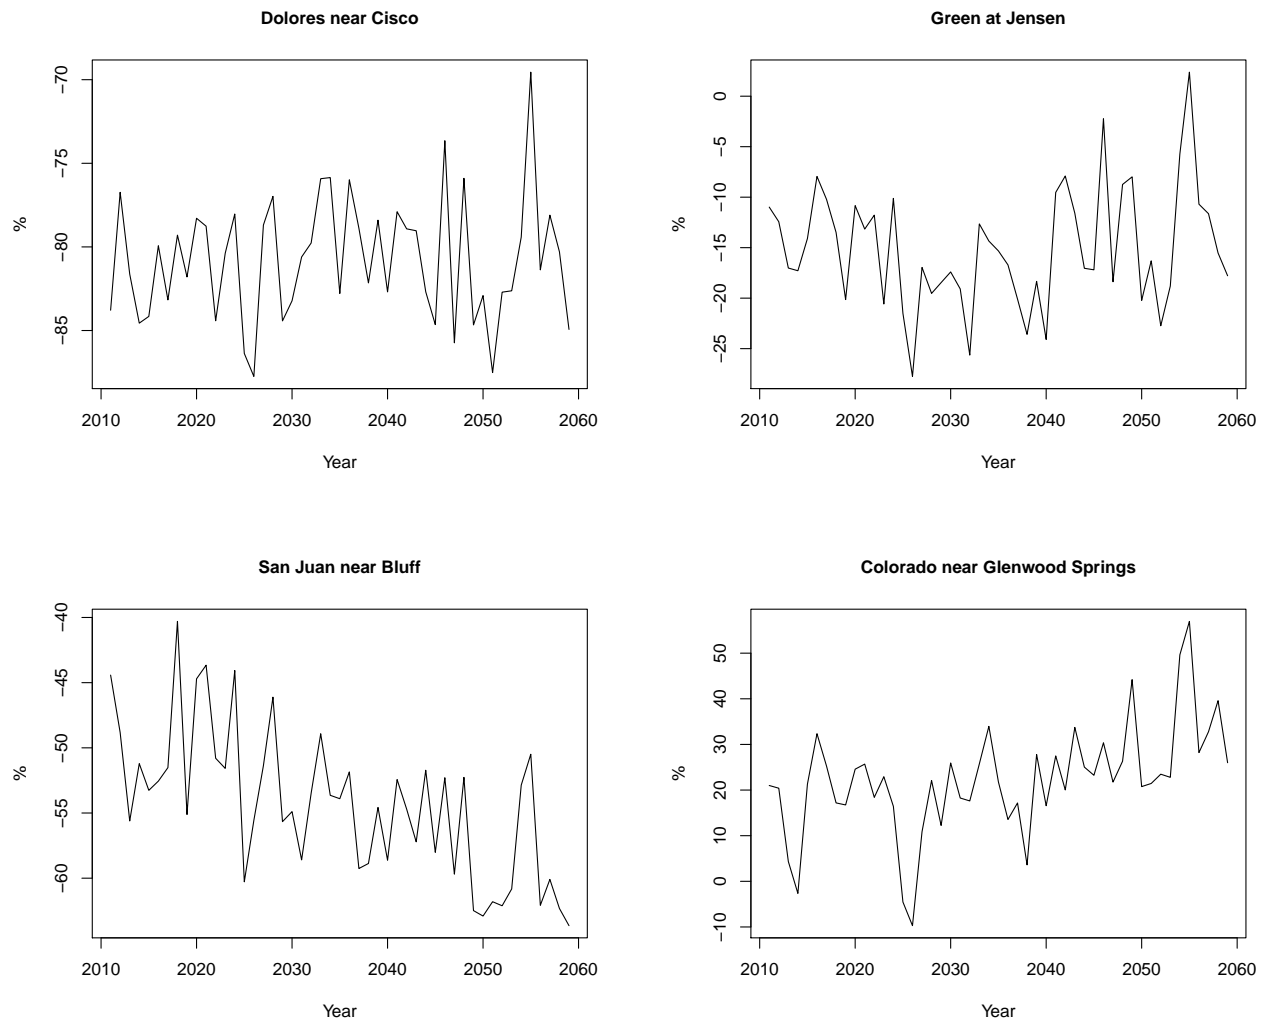 Dolores near Cisco
%
−70
−75
−80
−85
2010 2020 2030 2040 2050 2060
Year
Green at Jensen
%
0
−5
−10
−15
−20
−25
2010 2020 2030 2040 2050 2060
Year
San Juan near Bluff
%
−40
−45
−50
−55
−60
2010 2020 2030 2040 2050 2060
Year
Colorado near Glenwood Springs
%
50
40
30
20
10
0
−10
2010 2020 2030 2040 2050 2060
Year